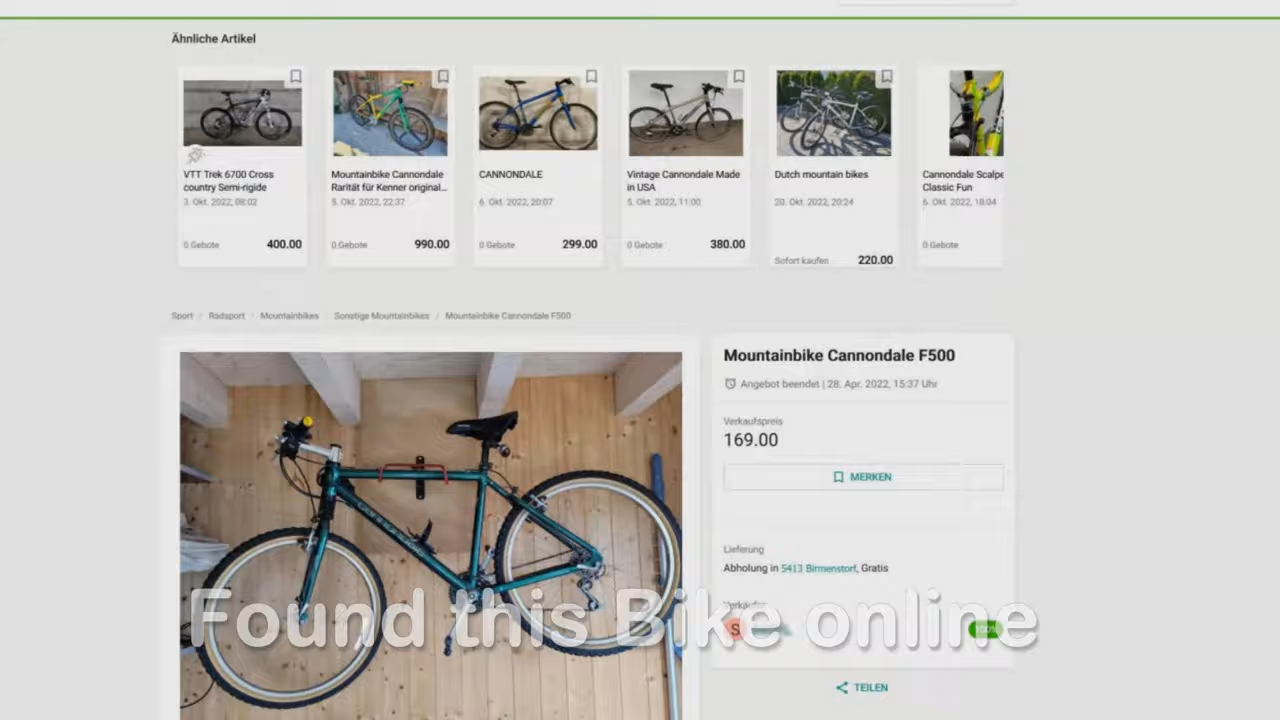 Ähnliche Artikel
VTT Trek 6700 Cross
country Semi-rigide
3. Okt. 2022, 08:02
0 Gebote 400.00
Mountainbike Cannondale
Rarität für Kenner original...
5. Okt. 2022, 22:37
0 Gebote 990.00
CANNONDALE
6. Okt. 2022, 20:07
0 Gebote 299.00
Vintage Cannondale Made
in USA
5. Okt. 2022, 11:00
0 Gebote 380.00
Dutch mountain bikes
20. Okt. 2022, 20:24
Sofort kaufen 220.00
Cannondale Scalpe
Classic Fun
6. Okt. 2022, 18:04
0 Gebote
Sport / Radsport / Mountainbikes / Sonstige Mountainbikes / Mountainbike Cannondale F500
Mountainbike Cannondale F500
Angebot beendet | 28. Apr. 2022, 15:37 Uhr
Verkaufspreis
169.00
MERKEN
Lieferung
Abholung in 5413 Birmenstorf, Gratis
Verkäufer
S
TEILEN
Found this Bike online